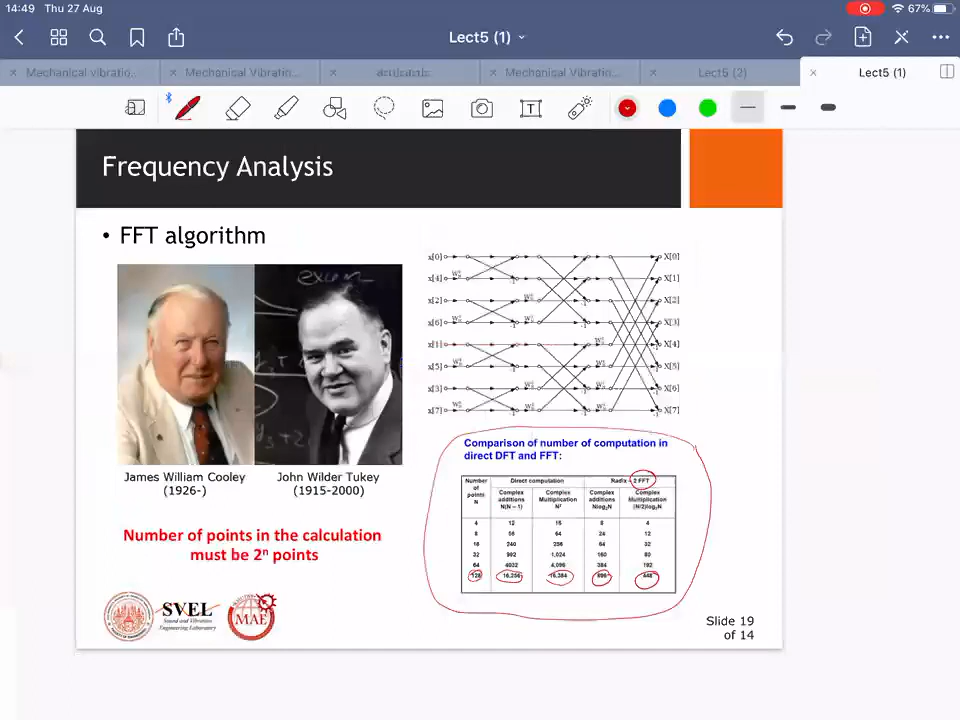 14:49 Thu 27 Aug
67%
Lect5 (1)
Mechanical vibratio...
Mechanical Vibratio...
Mechanical Vibratio...
Lect5 (2)
Lect5 (1)
T
Frequency Analysis
• FFT algorithm
x[0] X[0]
x[4] X[1]
x[2] X[2]
x[6] X[3]
x[1] X[4]
x[5] X[5]
x[3] X[6]
x[7] X[7]
James William Cooley
(1926-)
John Wilder Tukey
(1915-2000)
Number of points in the calculation
must be 2ⁿ points
Comparison of number of computation in
direct DFT and FFT:
Number of points N
Direct computation
Radix - 2 FFT
Complex additions N(N – 1)
Complex Multiplication N²
Complex additions Nlog₂N
Complex Multiplication (N/2)log₂N
4 12 16 8 4
8 56 64 24 12
16 240 256 64 32
32 992 1,024 160 80
64 4032 4,096 384 192
128 16,256 16,384 896 448
SVEL
Sound and Vibration
Engineering Laboratory
MAE
Slide 19
of 14